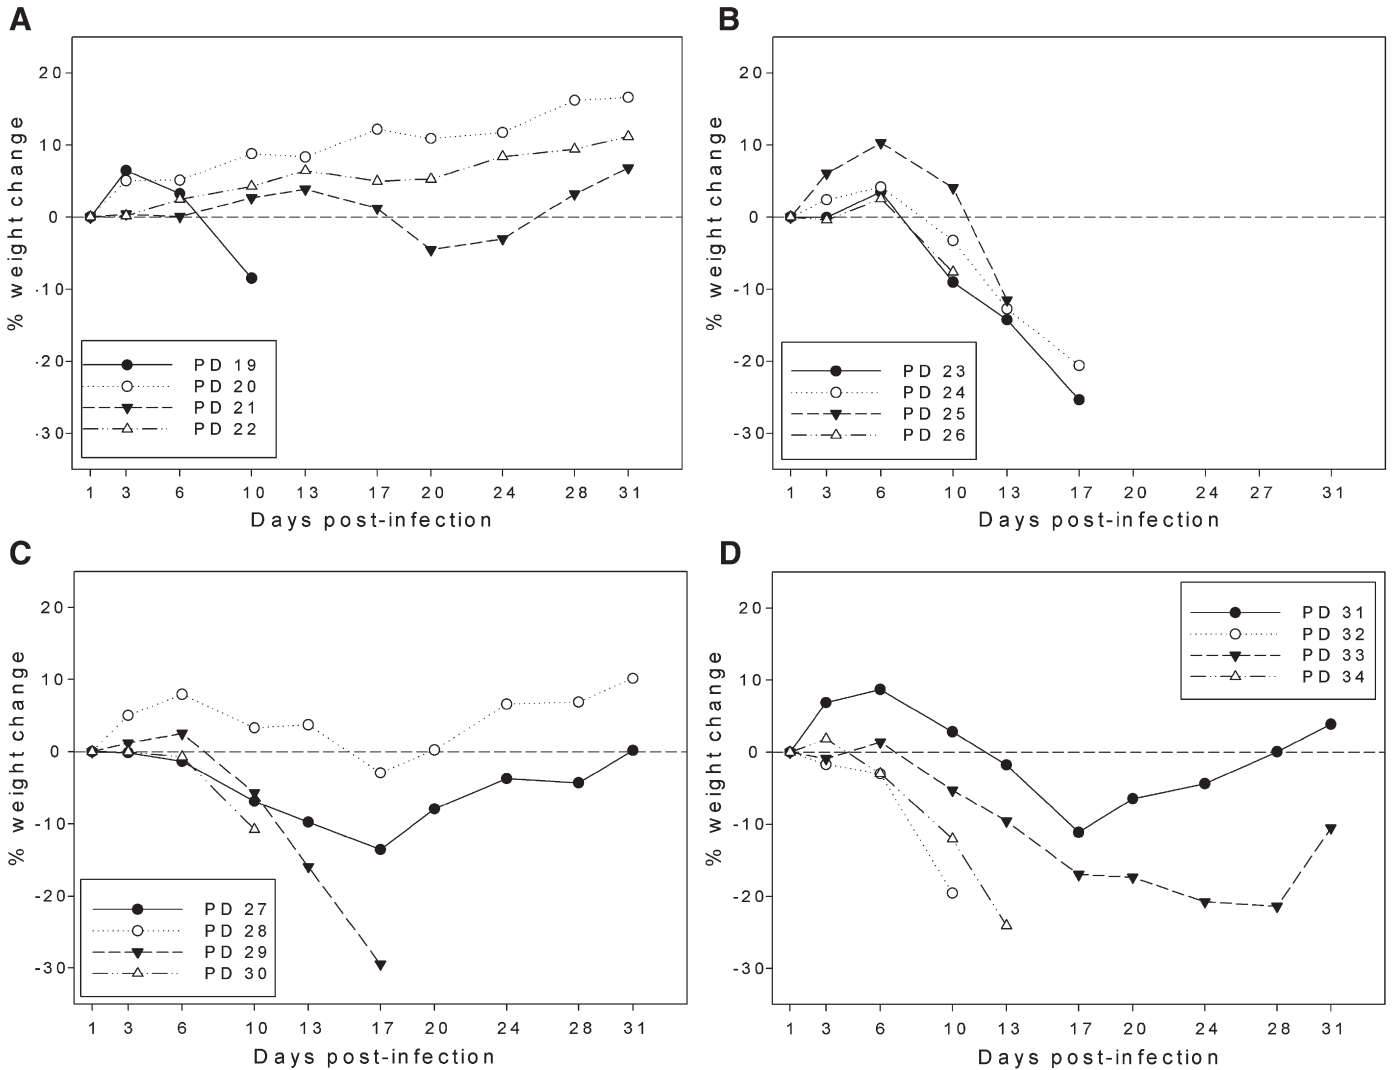 A
% weight change
20
10
0
-10
-20
-30
PD 19
PD 20
PD 21
PD 22
1 3 6 10 13 17 20 24 28 31
Days post-infection
B
% weight change
20
10
0
-10
-20
-30
PD 23
PD 24
PD 25
PD 26
1 3 6 10 13 17 20 24 27 31
Days post-infection
C
% weight change
20
10
0
-10
-20
-30
PD 27
PD 28
PD 29
PD 30
1 3 6 10 13 17 20 24 28 31
Days post-infection
D
% weight change
20
10
0
-10
-20
-30
PD 31
PD 32
PD 33
PD 34
1 3 6 10 13 17 20 24 28 31
Days post-infection